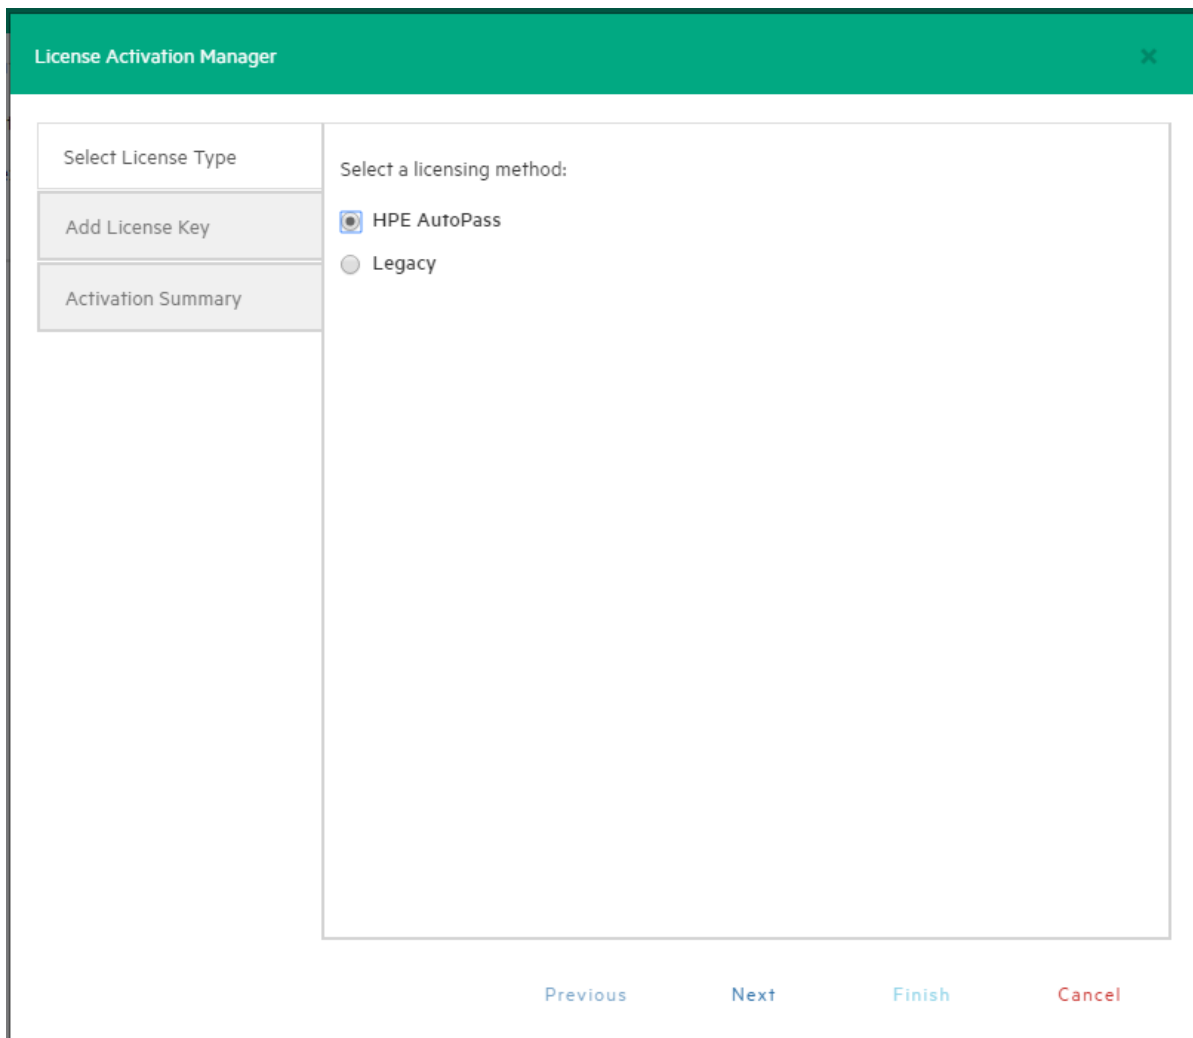 License Activation Manager
Select License Type
Add License Key
Activation Summary
Select a licensing method:
HPE AutoPass
Legacy
Previous Next Finish Cancel